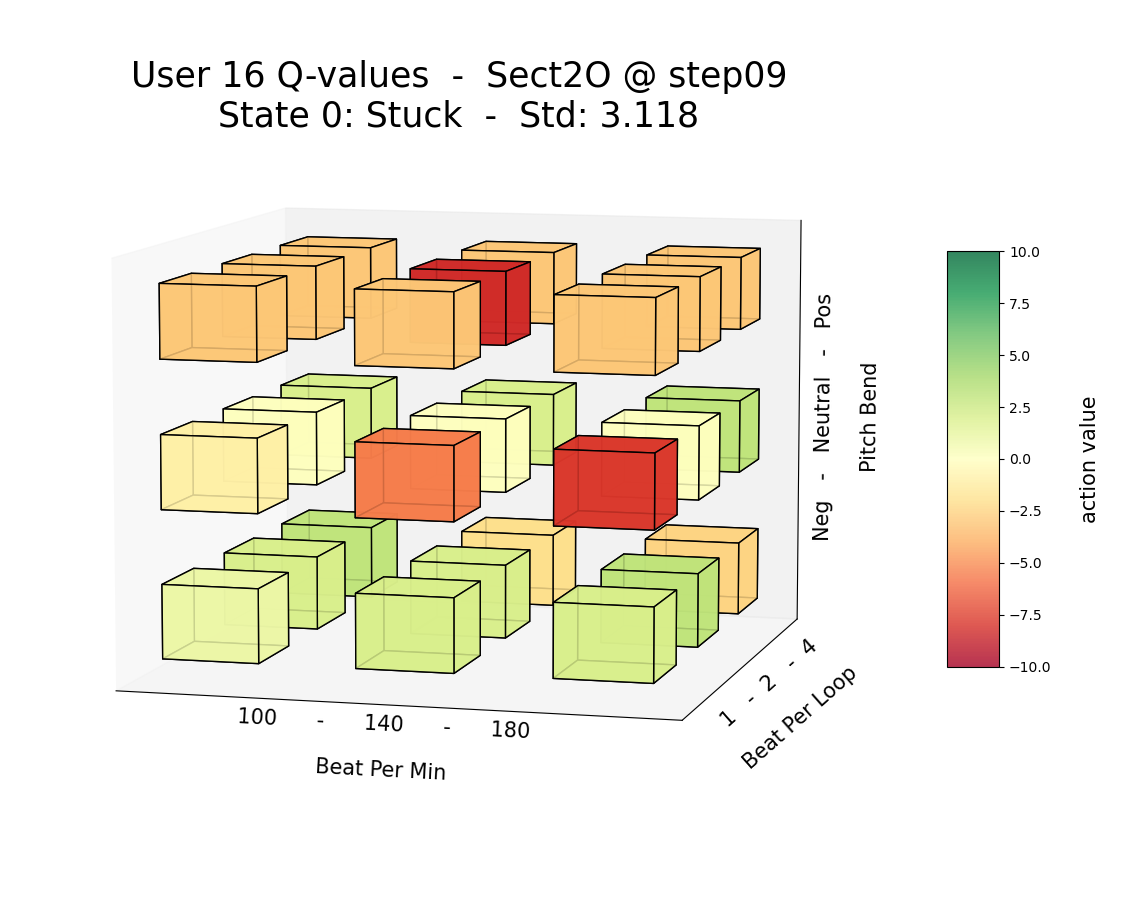 User 16 Q-values - Sect2O @ step09
State 0: Stuck - Std: 3.118
Neg - Neutral - Pos
Pitch Bend
1 - 2 - 4
Beat Per Loop
100 - 140 - 180
Beat Per Min
10.0
7.5
5.0
2.5
0.0
−2.5
−5.0
−7.5
−10.0
action value